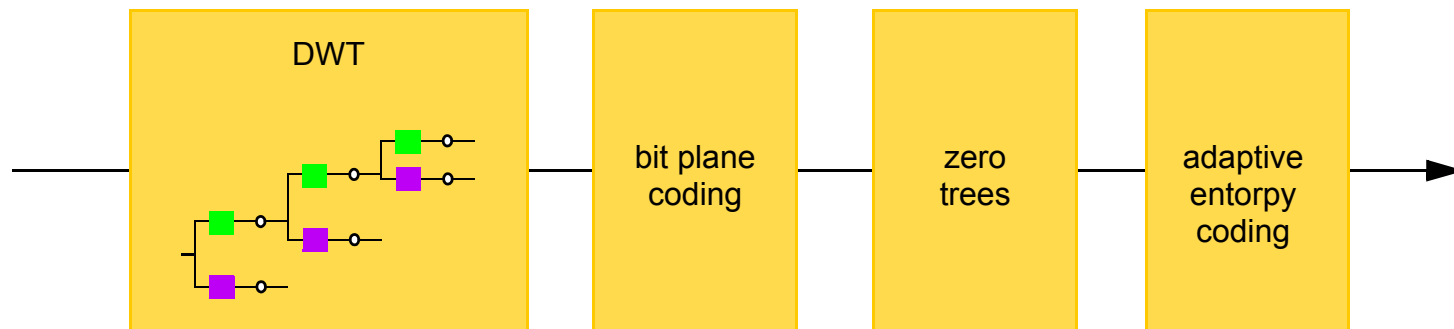 DWT
bit plane
coding
zero
trees
adaptive
entorpy
coding